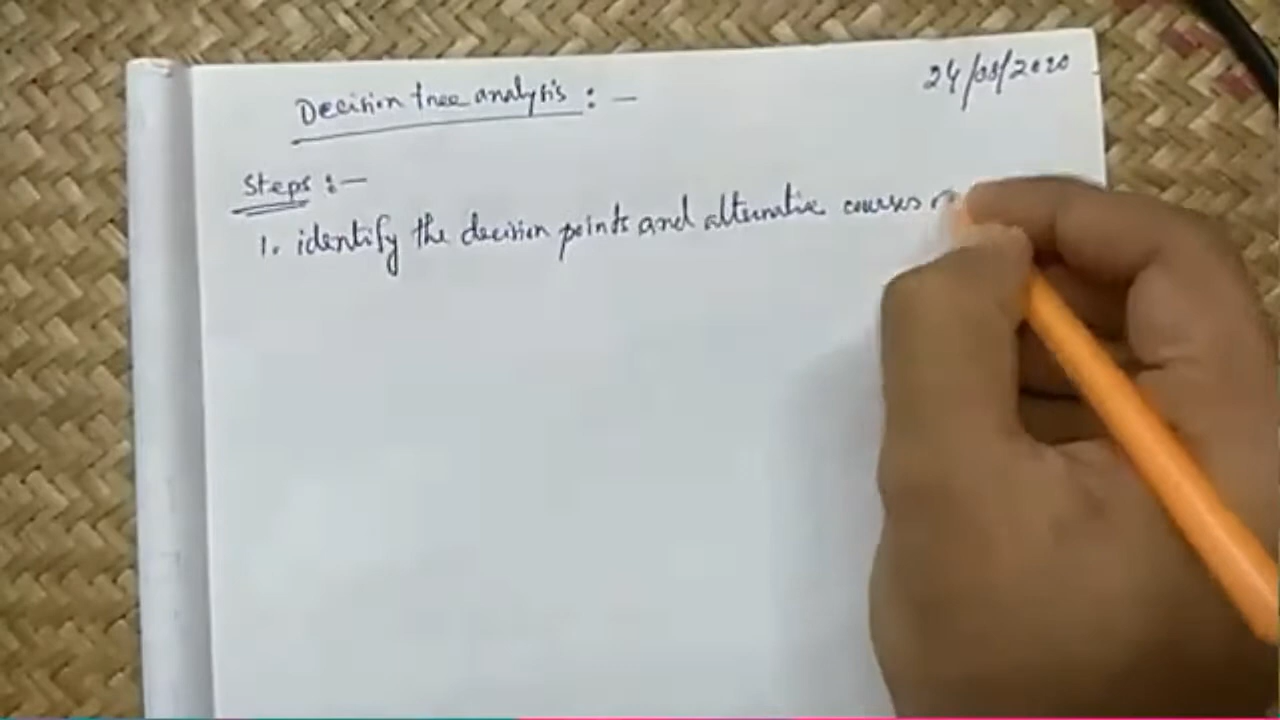 Decision tree analysis : -
24/08/2020
Steps : -
1. identify the decision points and alternative courses